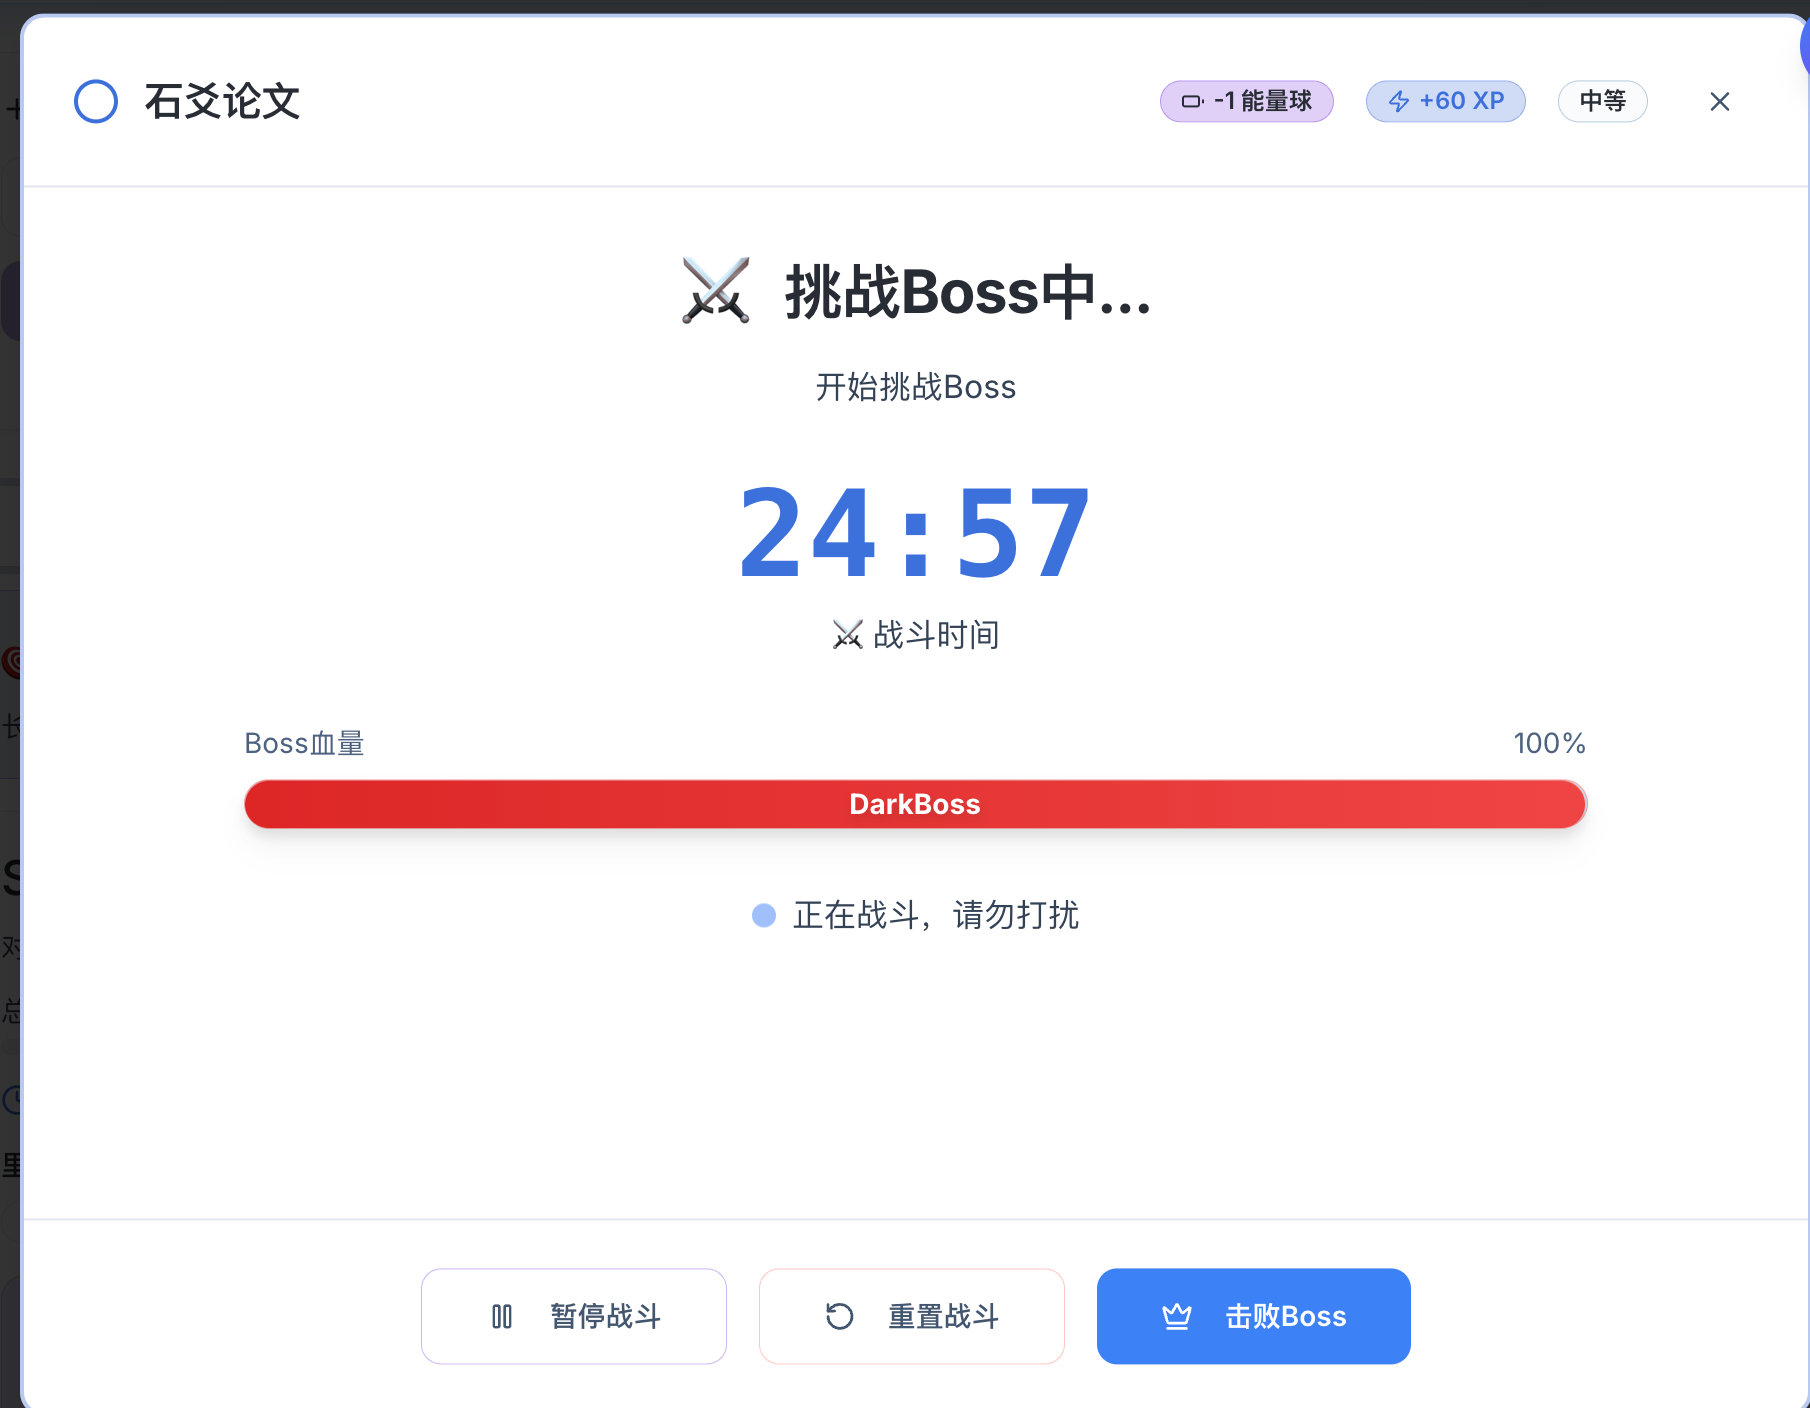 石爻论文
-1 能量球
+60 XP
中等
挑战Boss中...
开始挑战Boss
24:57
战斗时间
Boss血量
100%
DarkBoss
正在战斗，请勿打扰
暂停战斗
重置战斗
击败Boss